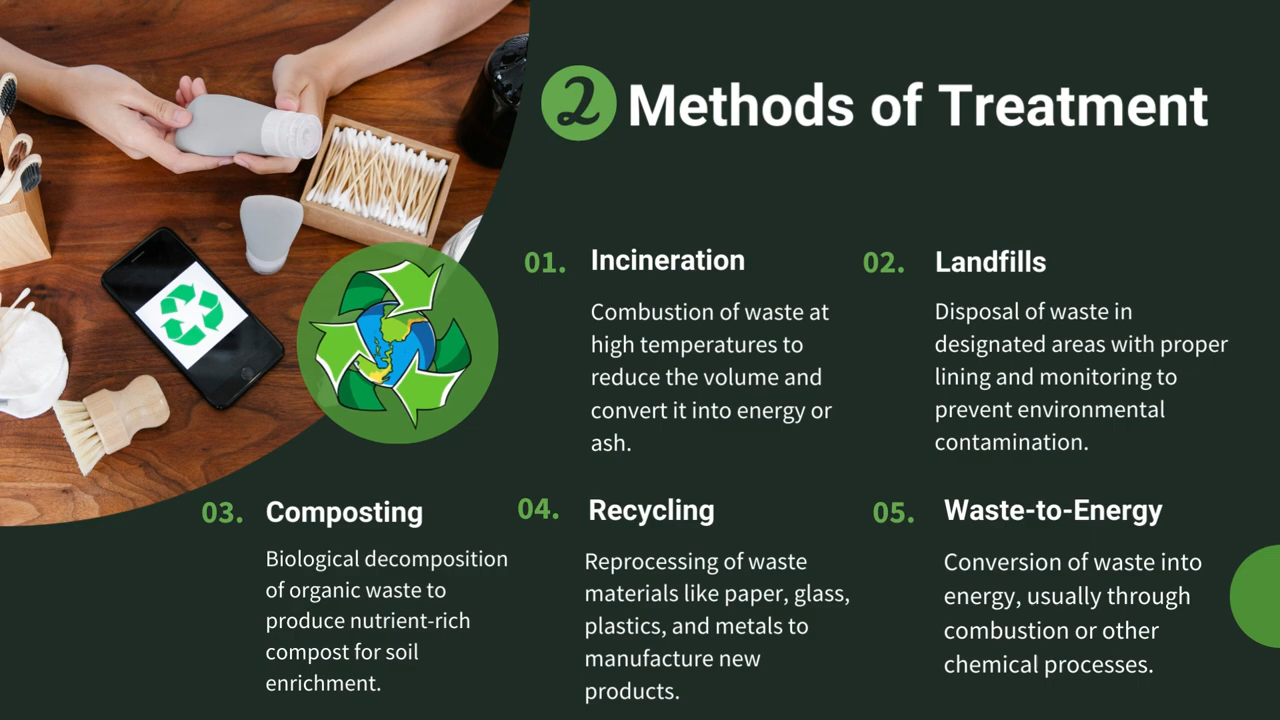 2 Methods of Treatment
01. Incineration
Combustion of waste at
high temperatures to
reduce the volume and
convert it into energy or
ash.
02. Landfills
Disposal of waste in
designated areas with proper
lining and monitoring to
prevent environmental
contamination.
03. Composting
Biological decomposition
of organic waste to
produce nutrient-rich
compost for soil
enrichment.
04. Recycling
Reprocessing of waste
materials like paper, glass,
plastics, and metals to
manufacture new
products.
05. Waste-to-Energy
Conversion of waste into
energy, usually through
combustion or other
chemical processes.